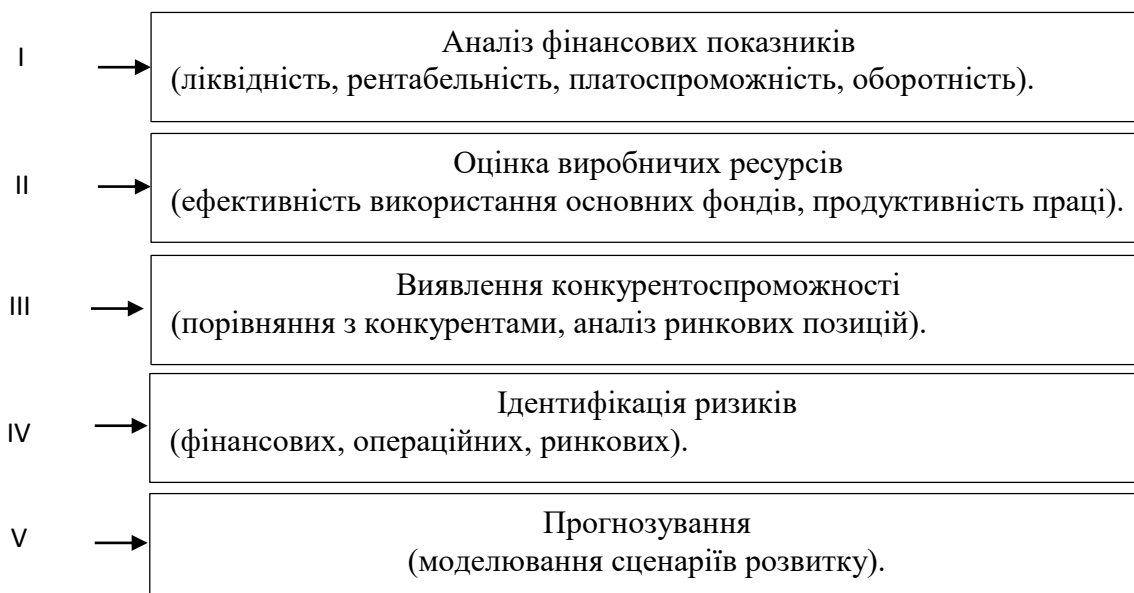 I
Аналіз фінансових показників
(ліквідність, рентабельність, платоспроможність, оборотність).
II
Оцінка виробничих ресурсів
(ефективність використання основних фондів, продуктивність праці).
III
Виявлення конкурентоспроможності
(порівняння з конкурентами, аналіз ринкових позицій).
IV
Ідентифікація ризиків
(фінансових, операційних, ринкових).
V
Прогнозування
(моделювання сценаріїв розвитку).